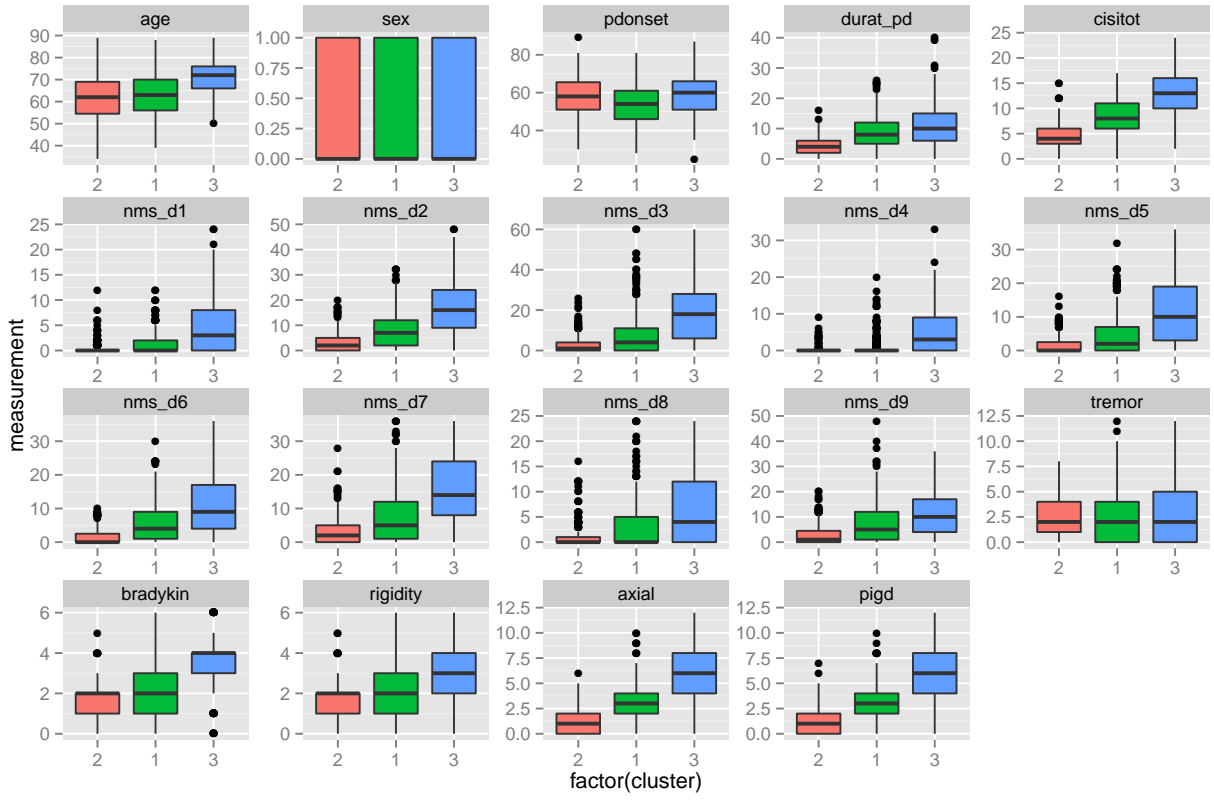 age sex pdonset durat_pd cisitot
90 80 70 60 50 40
1.00 0.75 0.50 0.25 0.00
80 60 40
40 30 20 10 0
25 20 15 10 5 0
2 1 3 2 1 3 2 1 3 2 1 3 2 1 3
nms_d1 nms_d2 nms_d3 nms_d4 nms_d5
25 20 15 10 5 0
50 40 30 20 10 0
60 40 20 0
30 20 10 0
30 20 10 0
2 1 3 2 1 3 2 1 3 2 1 3 2 1 3
measurement
nms_d6 nms_d7 nms_d8 nms_d9 tremor
30 20 10 0
30 20 10 0
25 20 15 10 5 0
50 40 30 20 10 0
12.5 10.0 7.5 5.0 2.5 0.0
2 1 3 2 1 3 2 1 3 2 1 3 2 1 3
bradykin rigidity axial pigd
6 4 2 0
6 4 2 0
12.5 10.0 7.5 5.0 2.5 0.0
12.5 10.0 7.5 5.0 2.5 0.0
2 1 3 2 1 3 2 1 3 2 1 3
factor(cluster)